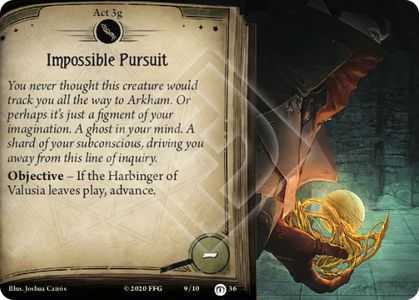 Act 3g
Impossible Pursuit
You never thought this creature would
track you all the way to Arkham. Or
perhaps it's just a figment of your
imagination. A ghost in your mind. A
shard of your subconscious, driving you
away from this line of inquiry.
Objective – If the Harbinger of
Valusia leaves play, advance.
–
Illus. Joshua Cairós
©2020 FFG
9/10
36